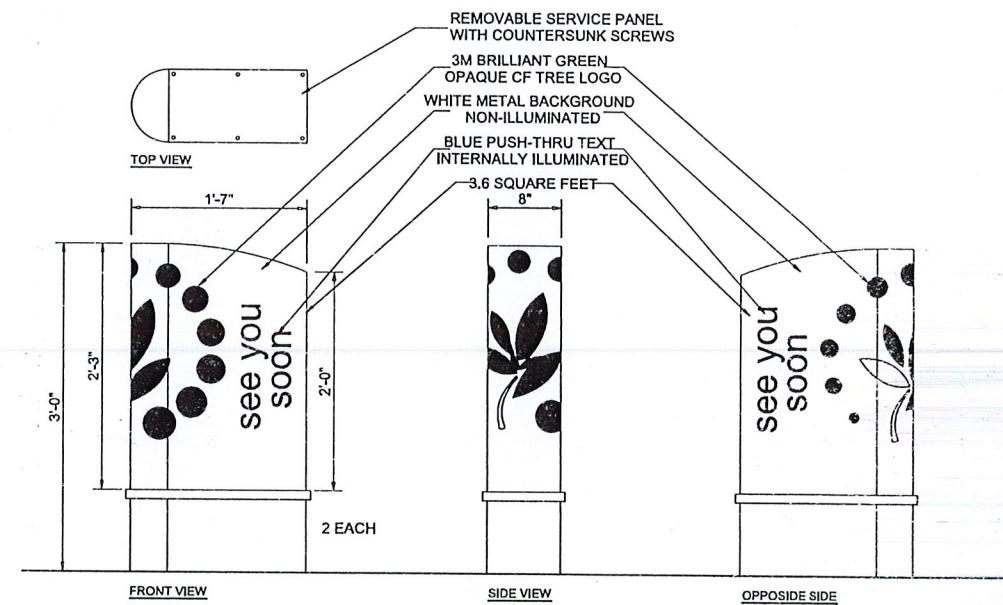 REMOVABLE SERVICE PANEL
WITH COUNTERSUNK SCREWS
3M BRILLIANT GREEN
OPAQUE CF TREE LOGO
WHITE METAL BACKGROUND
NON-ILLUMINATED
BLUE PUSH-THRU TEXT
INTERNALLY ILLUMINATED
3.6 SQUARE FEET
TOP VIEW
1'-7"
8"
see you
soon
see you
soon
2'-3"
2'-0"
3'-0"
2 EACH
FRONT VIEW
SIDE VIEW
OPPOSIDE SIDE